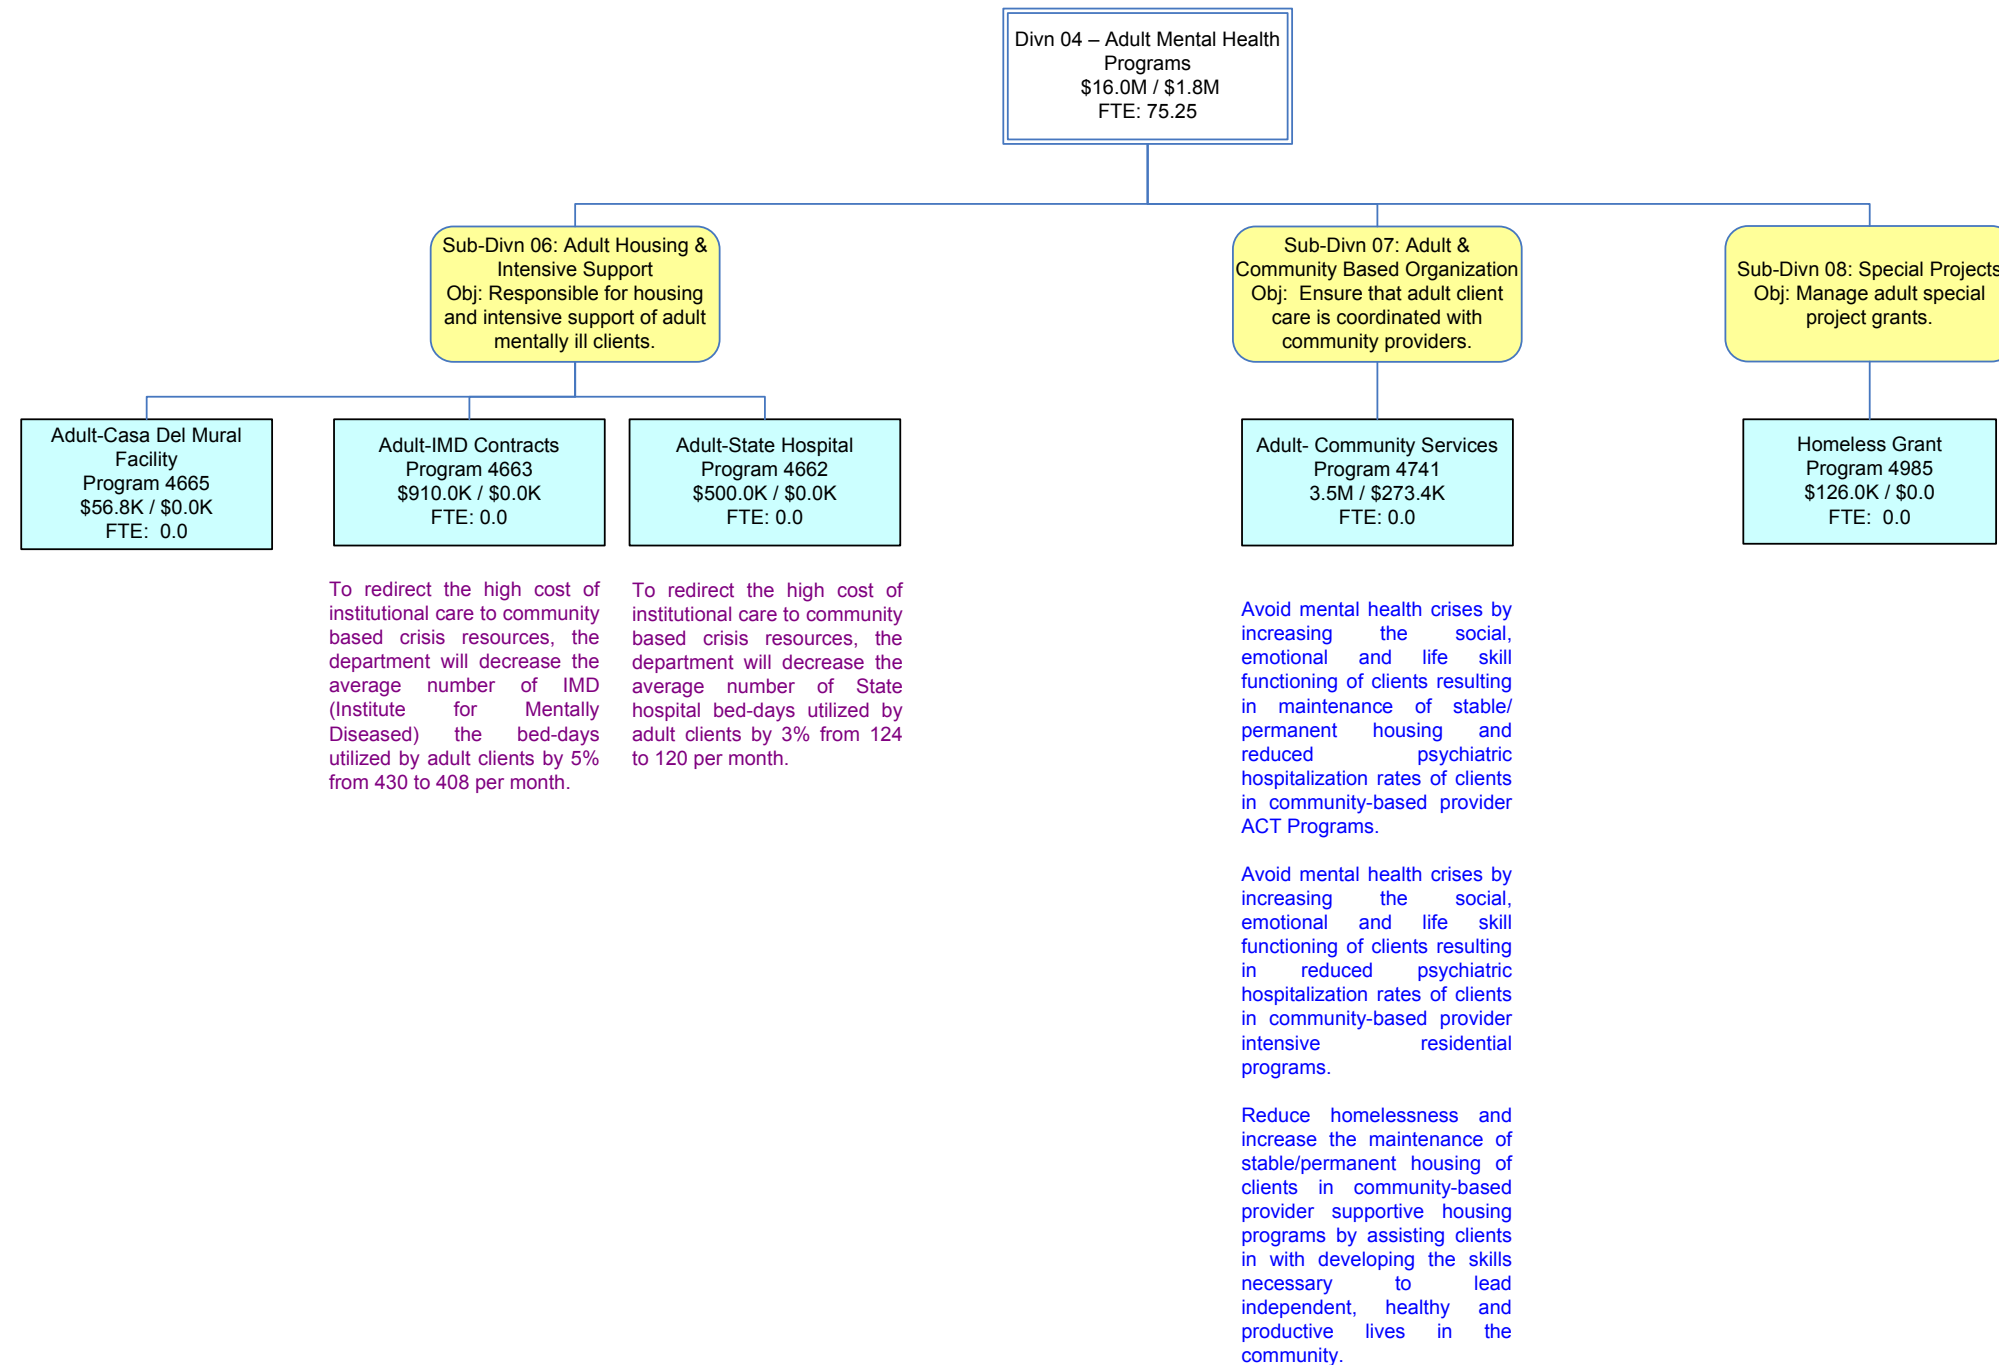 Divn 04 – Adult Mental Health
Programs
$16.0M / $1.8M
FTE: 75.25
Sub-Divn 06: Adult Housing &
Intensive Support
Obj: Responsible for housing
and intensive support of adult
mentally ill clients.
Sub-Divn 07: Adult &
Community Based Organization
Obj:  Ensure that adult client
care is coordinated with
community providers.
Sub-Divn 08: Special Projects
Obj: Manage adult special
project grants.
Adult-Casa Del Mural
Facility
Program 4665
$56.8K / $0.0K
FTE:  0.0
Adult-IMD Contracts
Program 4663
$910.0K / $0.0K
FTE: 0.0
Adult-State Hospital
Program 4662
$500.0K / $0.0K
FTE: 0.0
Adult- Community Services
Program 4741
3.5M / $273.4K
FTE: 0.0
Homeless Grant
Program 4985
$126.0K / $0.0
FTE:  0.0
To redirect the high cost of
institutional care to community
based crisis resources, the
department will decrease the
average number of IMD
(Institute for Mentally
Diseased) the bed-days
utilized by adult clients by 5%
from 430 to 408 per month.
To redirect the high cost of
institutional care to community
based crisis resources, the
department will decrease the
average number of State
hospital bed-days utilized by
adult clients by 3% from 124
to 120 per month.
Avoid mental health crises by
increasing the social,
emotional and life skill
functioning of clients resulting
in maintenance of stable/
permanent housing and
reduced psychiatric
hospitalization rates of clients
in community-based provider
ACT Programs.
Avoid mental health crises by
increasing the social,
emotional and life skill
functioning of clients resulting
in reduced psychiatric
hospitalization rates of clients
in community-based provider
intensive residential
programs.
Reduce homelessness and
increase the maintenance of
stable/permanent housing of
clients in community-based
provider supportive housing
programs by assisting clients
in with developing the skills
necessary to lead
independent, healthy and
productive lives in the
community.